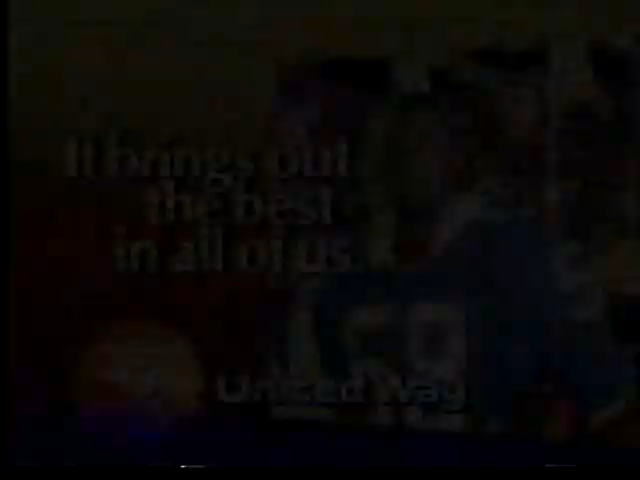 It brings out
the best
in all of us.
United Way